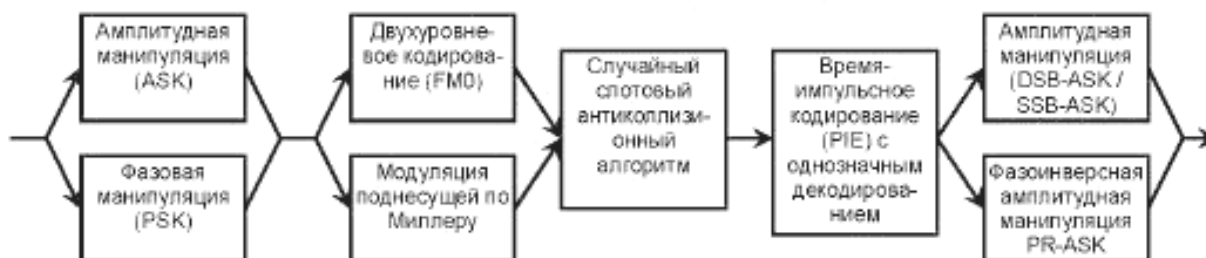 Амплитудная
манипуляция
(ASK)
Фазовая
манипуляция
(PSK)
Двухуровне-
вое кодирова-
ние (FM0)
Модуляция
поднесущей по
Миллеру
Случайный
слотовый
антиколлизи-
онный
алгоритм
Время-
импульсное
кодирование
(PIE) с
однозначным
декодирова-
нием
Амплитудная
манипуляция
(DSB-ASK /
SSB-ASK)
Фазоинверсная
амплитудная
манипуляция
PR-ASK